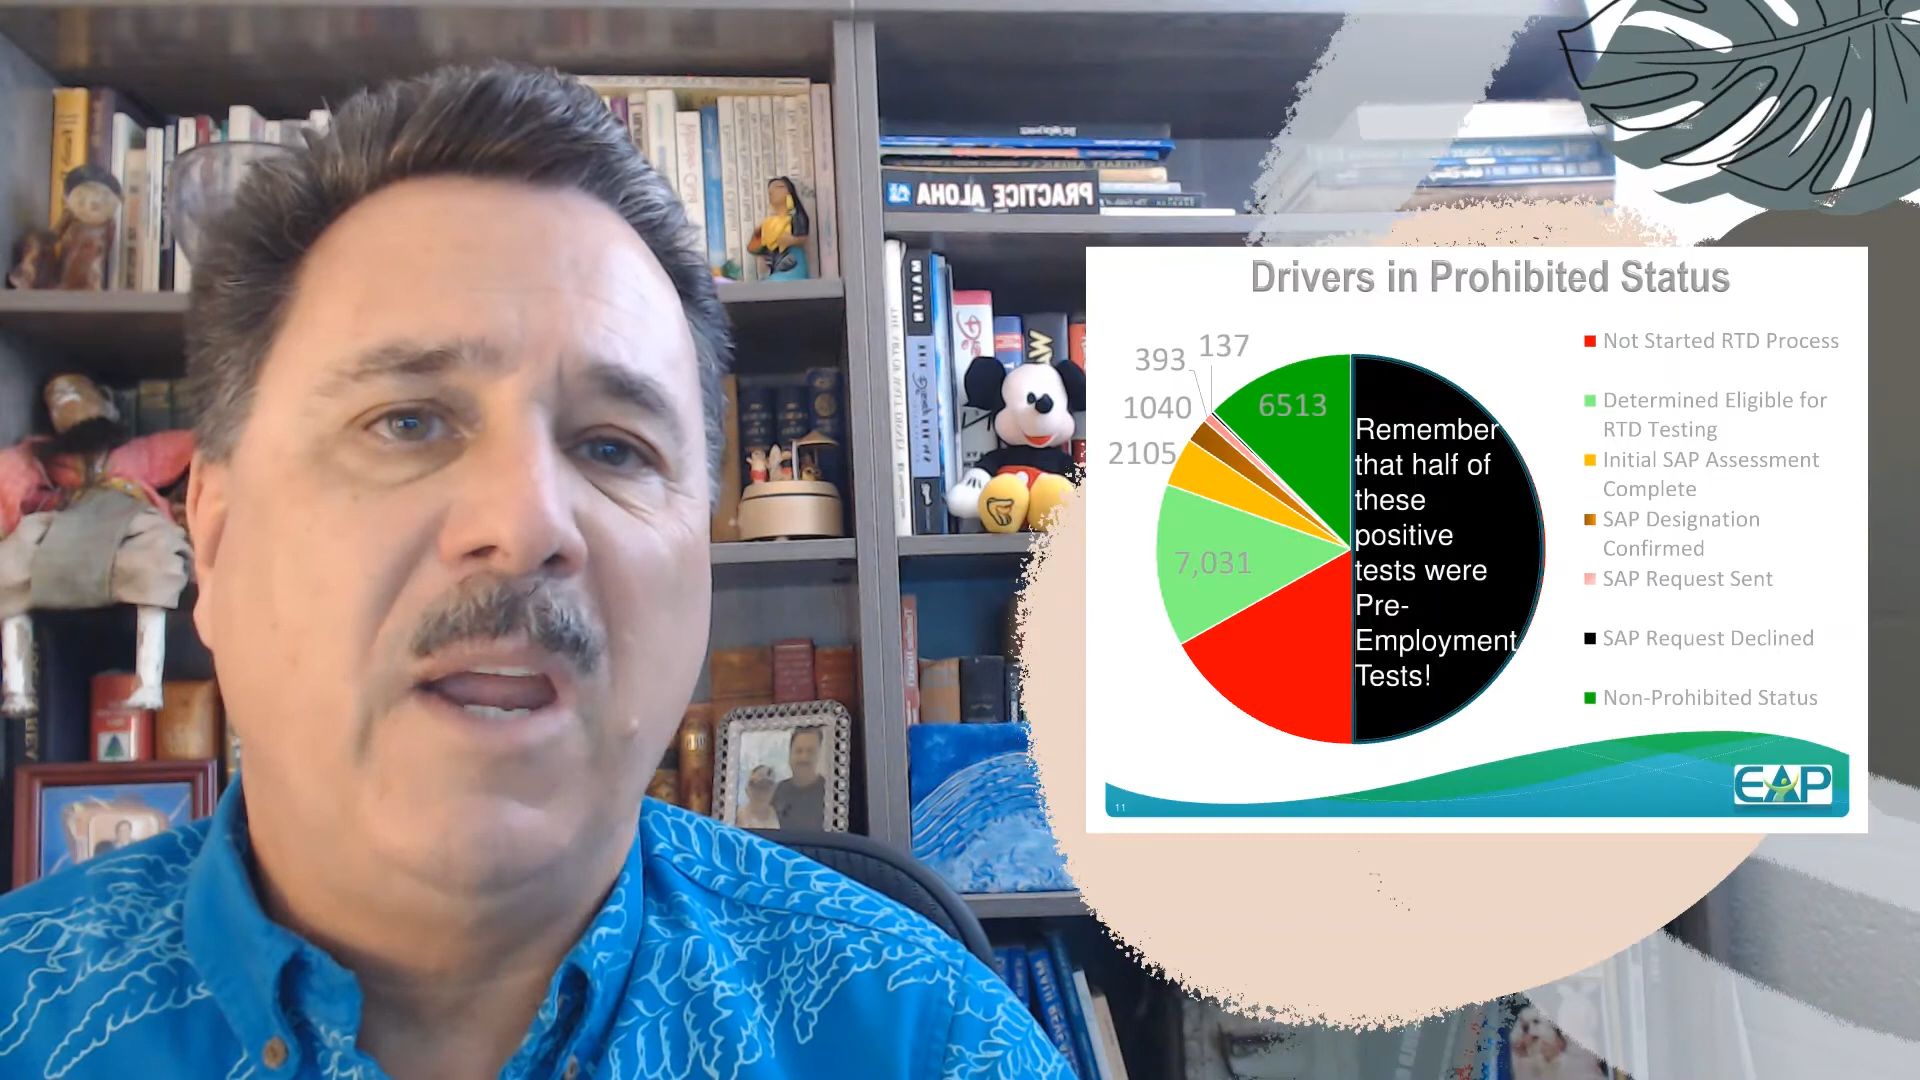 PRACTICE ALOHA
Drivers in Prohibited Status
137
393
1040
6513
2105
7,031
Remember
that half of
these
positive
tests were
Pre-
Employment
Tests!
Not Started RTD Process
Determined Eligible for
RTD Testing
Initial SAP Assessment
Complete
SAP Designation
Confirmed
SAP Request Sent
SAP Request Declined
Non-Prohibited Status
11
EAP